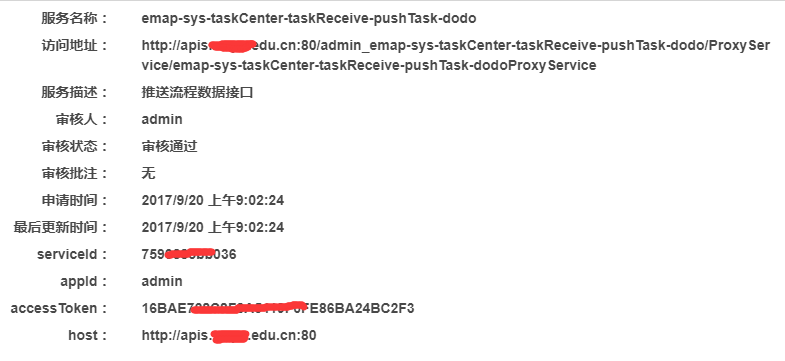 服务名称： emap-sys-taskCenter-taskReceive-pushTask-dodo
访问地址： http://apis. .edu.cn:80/admin_emap-sys-taskCenter-taskReceive-pushTask-dodo/ProxySer
vice/emap-sys-taskCenter-taskReceive-pushTask-dodoProxyService
服务描述： 推送流程数据接口
审核人： admin
审核状态： 审核通过
审核批注： 无
申请时间： 2017/9/20 上午9:02:24
最后更新时间： 2017/9/20 上午9:02:24
serviceId： 759 036
appId： admin
accessToken： 16BAE7 FE86BA24BC2F3
host： http://apis. .edu.cn:80